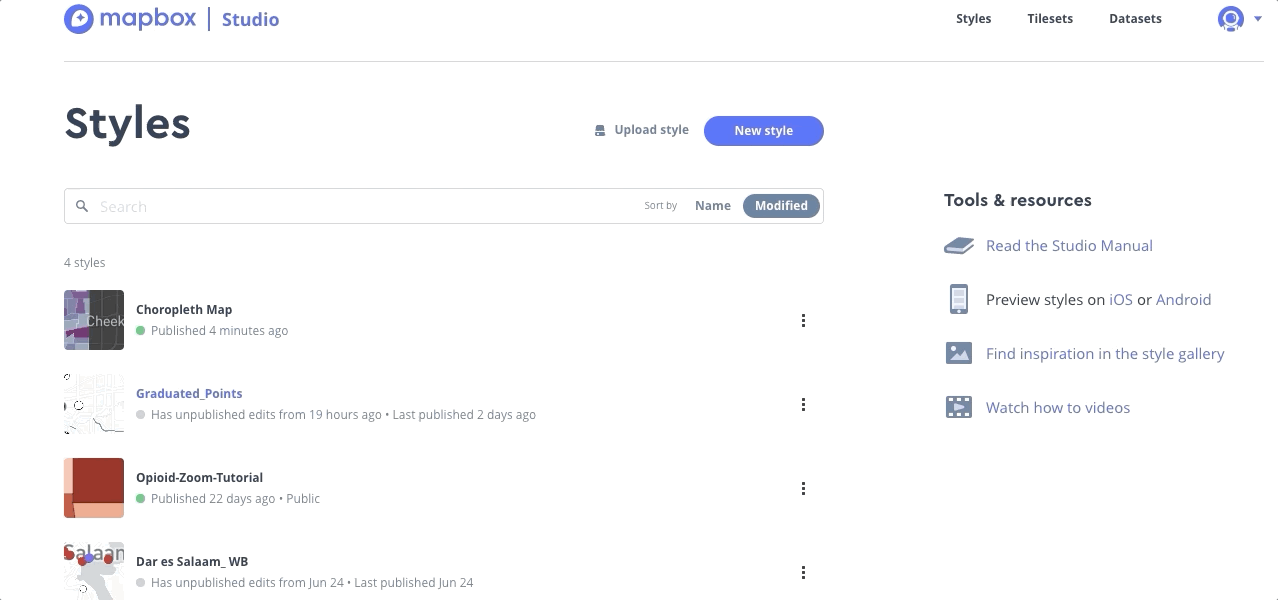 mapbox | Studio
Styles Tilesets Datasets
Styles
Upload style New style
Search Sort by Name Modified
4 styles
Cheek
Choropleth Map
Published 4 minutes ago
Graduated_Points
Has unpublished edits from 19 hours ago • Last published 2 days ago
Opioid-Zoom-Tutorial
Published 22 days ago • Public
Salaam
Dar es Salaam_ WB
Has unpublished edits from Jun 24 • Last published Jun 24
Tools & resources
Read the Studio Manual
Preview styles on iOS or Android
Find inspiration in the style gallery
Watch how to videos